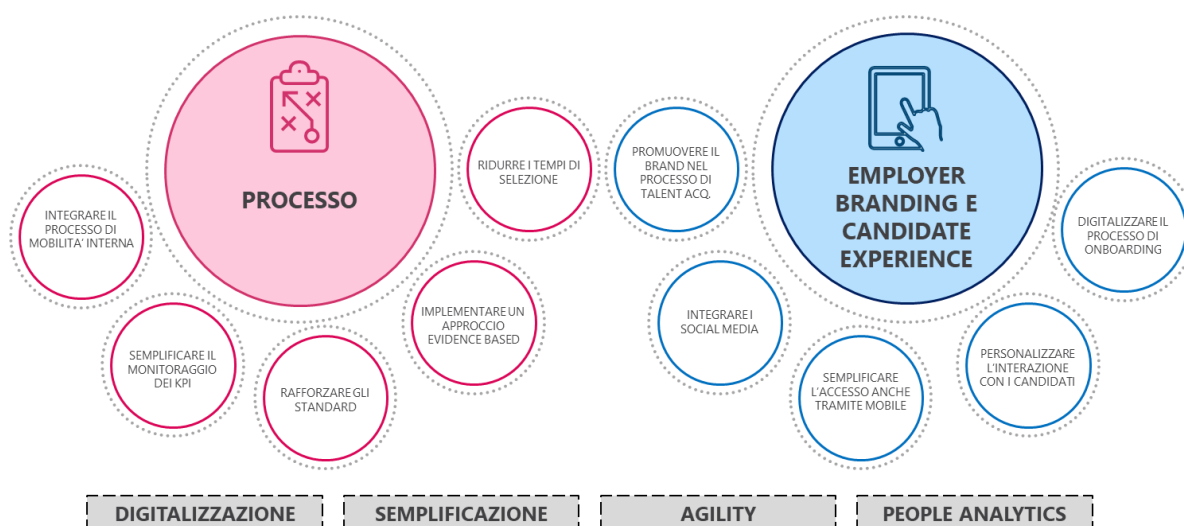 PROCESSO
INTEGRARE IL
PROCESSO DI
MOBILITA' INTERNA
SEMPLIFICARE IL
MONITORAGGIO
DEI KPI
RAFFORZARE GLI
STANDARD
IMPLEMENTARE UN
APPROCCIO
EVIDENCE BASED
RIDURRE I TEMPI DI
SELEZIONE
EMPLOYER
BRANDING E
CANDIDATE
EXPERIENCE
PROMUOVERE IL
BRAND NEL
PROCESSO DI
TALENT ACQ.
INTEGRARE I
SOCIAL MEDIA
SEMPLIFICARE
L'ACCESSO ANCHE
TRAMITE MOBILE
PERSONALIZZARE
L'INTERAZIONE
CON I CANDIDATI
DIGITALIZZARE IL
PROCESSO DI
ONBOARDING
DIGITALIZZAZIONE
SEMPLIFICAZIONE
AGILITY
PEOPLE ANALYTICS